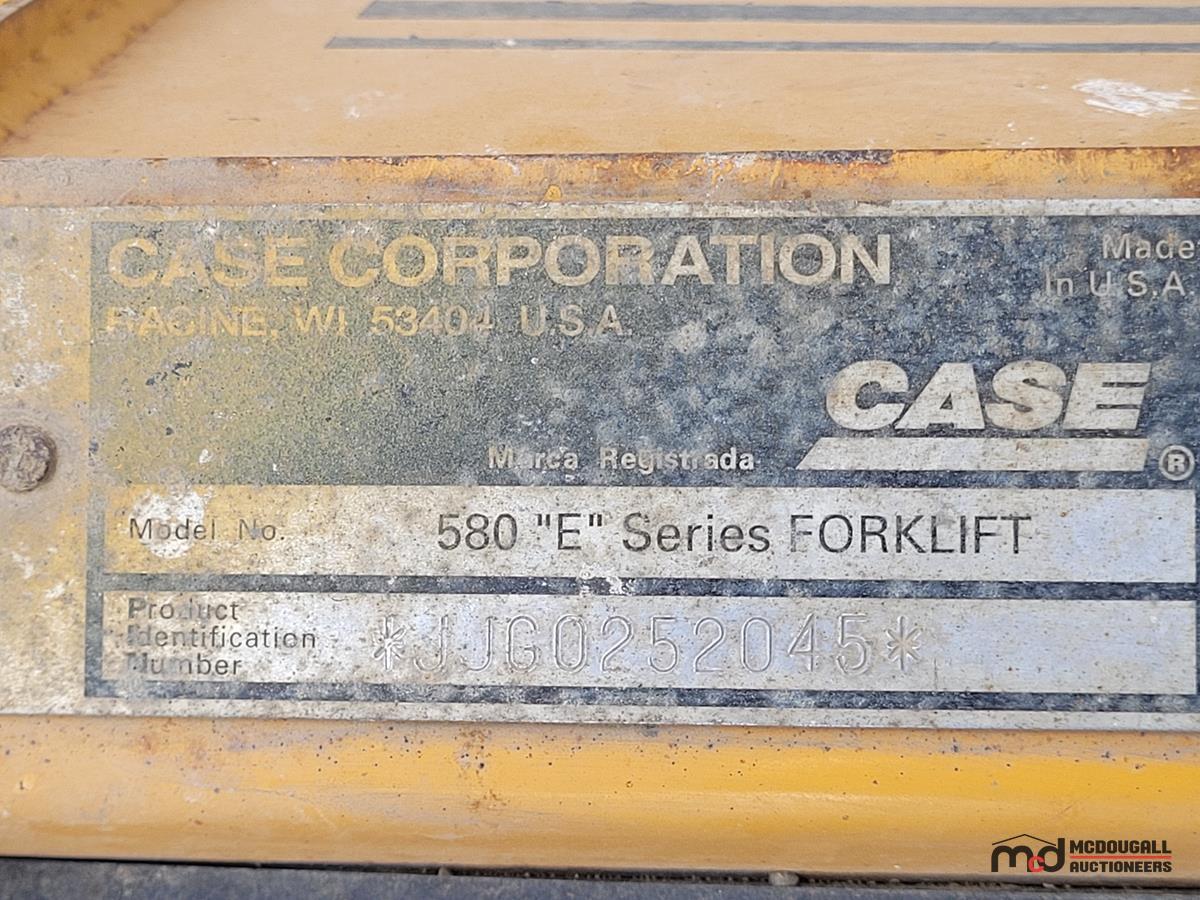 CASE CORPORATION
RACINE, WI 53404 U.S.A.
Made
In U.S.A.
CASE
Marca Registrada
®
Model No. 580 "E" Series FORKLIFT
Product
Identification
Number
*JJG0252045*
mcd MCDOUGALL
AUCTIONEERS